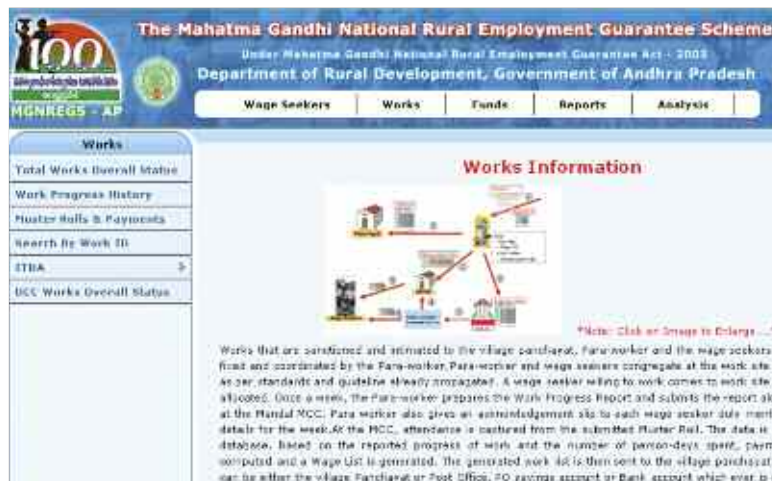 The Mahatma Gandhi National Rural Employment Guarantee Scheme
Under Mahatma Gandhi National Rural Employment Guarantee Act - 2005
Department of Rural Development, Government of Andhra Pradesh
100
MGNREGS - AP
Wage Seekers Works Funds Reports Analysis
Works
Total Works Overall Status
Work Progress History
Muster Rolls & Payments
Search By Work ID
ITDA
DCC Works Overall Status
Works Information
*Note: Click on Image to Enlarge
Works that are sanctioned and intimated to the village panchayat, Para-worker and the wage seekers
fixed and coordinated by the Para-worker. Para-worker and wage seekers congregate at the work site
as per standards and guideline already propagated. A wage seeker willing to work comes to work site
allocated. Once a week, the Para-worker prepares the Work Progress Report and submits the report
at the Mandal MCC. Para worker also gives an acknowledgement slip to each wage seeker duly
details for the week. At the MCC, attendance is captured from the submitted Muster Roll. The data is
database. Based on the reported progress of work and the number of person-days spent,
computed and a Wage List is generated. The generated work list is then sent to the village panchayat
can be either the village Panchayat or Post Office. PO savings account or Bank account which ever is